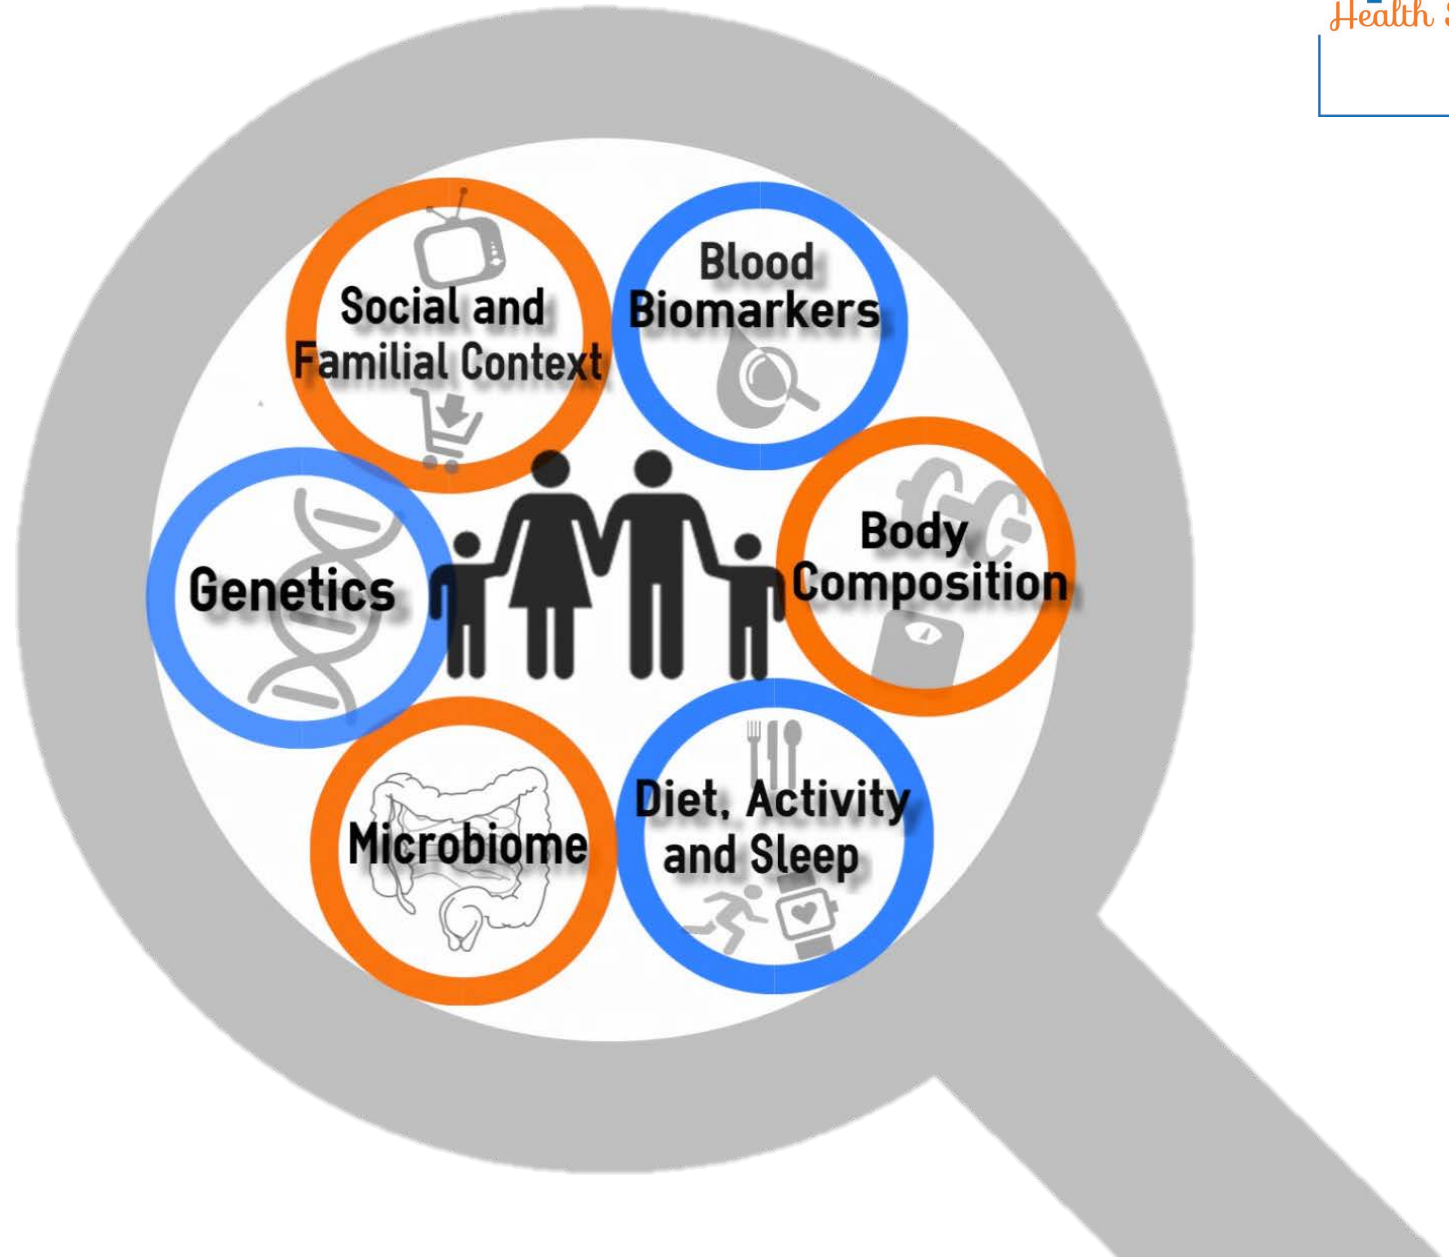 Health
Social and
Familial Context
Blood
Biomarkers
Genetics
Body
Composition
Microbiome
Diet, Activity
and Sleep